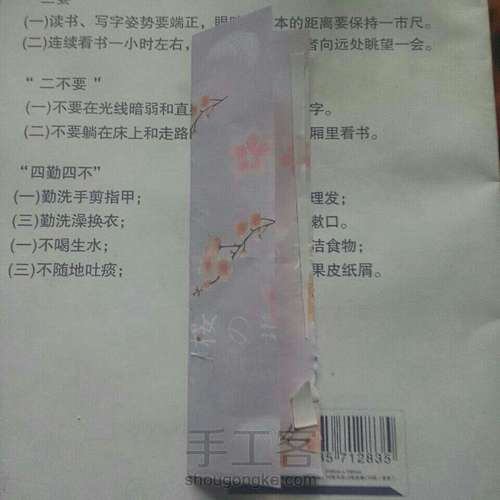 (一)读书、写字姿势要端正，眼 本的距离要保持一市尺。
(二)连续看书一小时左右， 者向远处眺望一会。
“二不要”
(一)不要在光线暗弱和直 字。
(二)不要躺在床上和走路 厢里看书。
“四勤四不”
(一)勤洗手剪指甲； 理发；
(三)勤洗澡换衣； 漱口。
(一)不喝生水； 洁食物；
(三)不随地吐痰； 果皮纸屑。
桜の
5 712835
手工客
shougongke.com